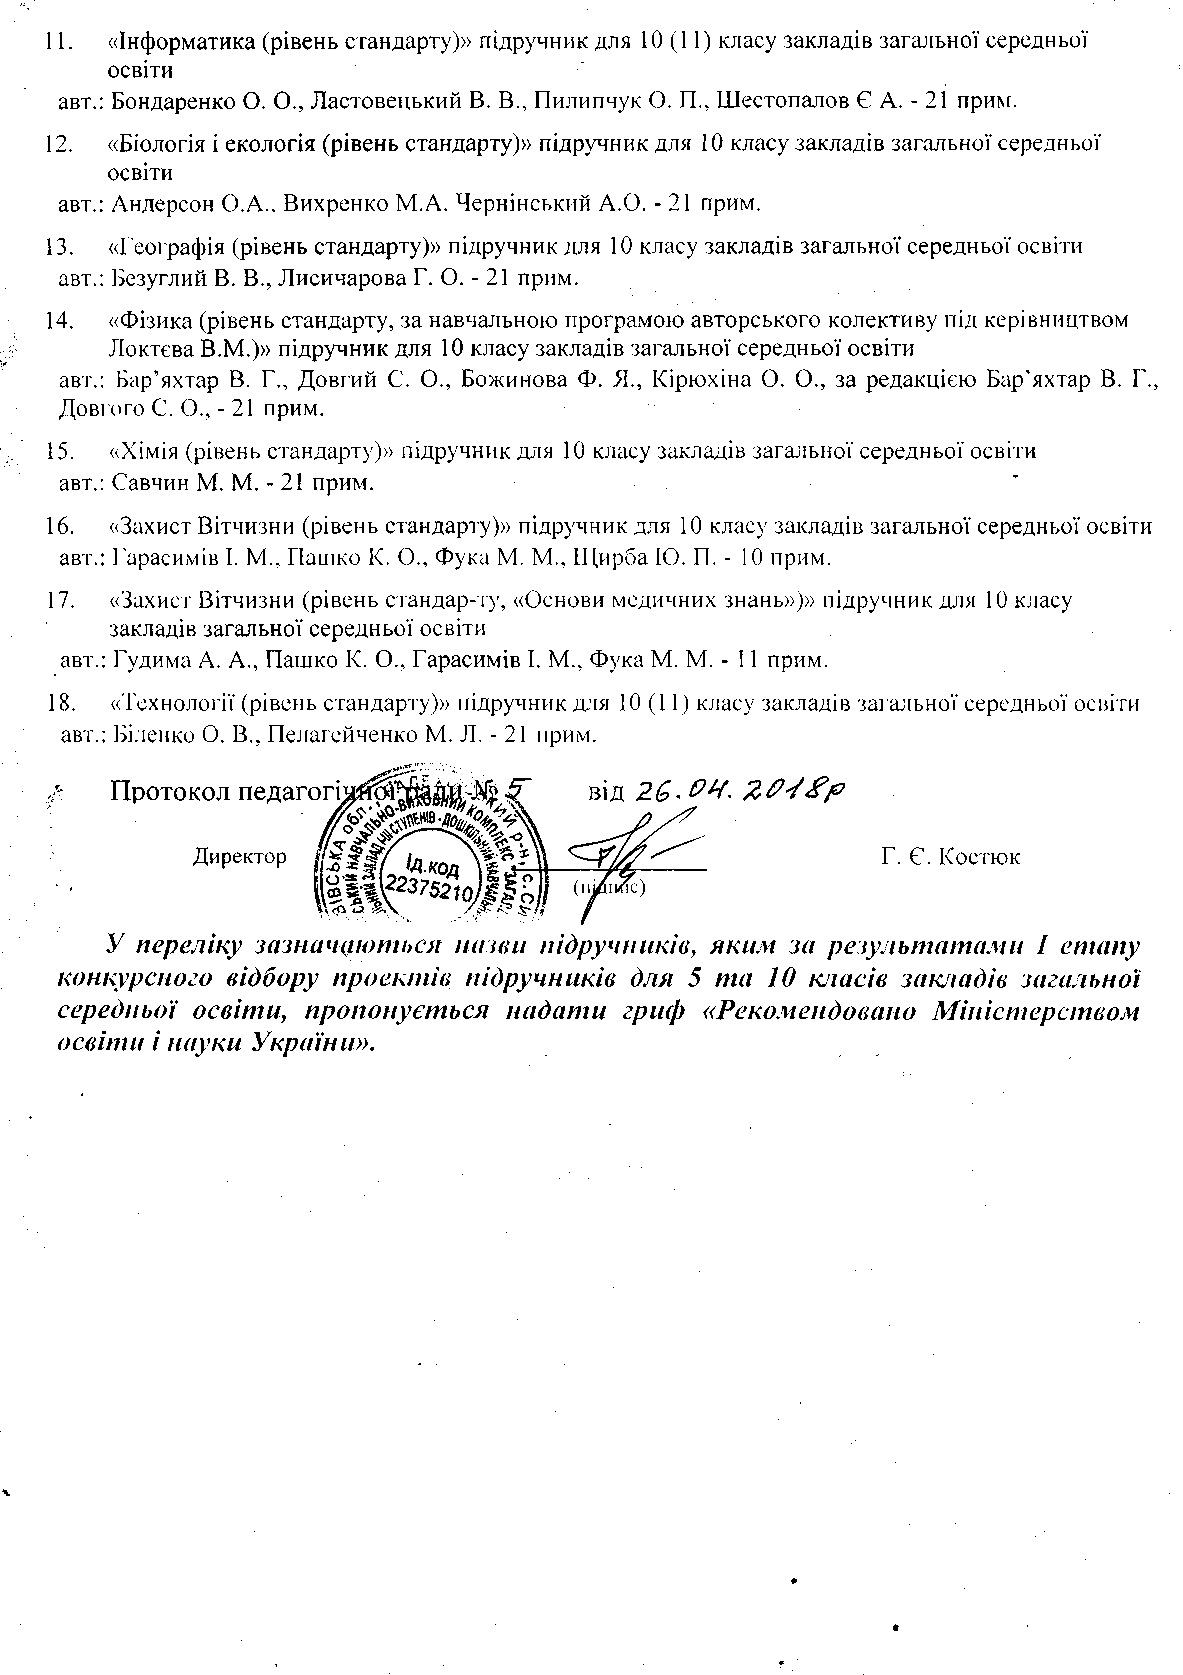 11. «Інформатика (рівень стандарту)» підручник для 10 (11) класу закладів загальної середньої
освіти
авт.: Бондаренко О. О., Ластовецький В. В., Пилипчук О. П., Шестопалов Є А. - 21 прим.
12. «Біологія і екологія (рівень стандарту)» підручник для 10 класу закладів загальної середньої
освіти
авт.: Андерсон О.А., Вихренко М.А. Чернінський А.О. - 21 прим.
13. «Географія (рівень стандарту)» підручник для 10 класу закладів загальної середньої освіти
авт.: Безуглий В. В., Лисичарова Г. О. - 21 прим.
14. «Фізика (рівень стандарту, за навчальною програмою авторського колективу під керівництвом
Локтєва В.М.)» підручник для 10 класу закладів загальної середньої освіти
авт.: Бар’яхтар В. Г., Довгий С. О., Божинова Ф. Я., Кірюхіна О. О., за редакцією Бар’яхтар В. Г.,
Довгого С. О., - 21 прим.
15. «Хімія (рівень стандарту)» підручник для 10 класу закладів загальної середньої освіти
авт.: Савчин М. М. - 21 прим.
16. «Захист Вітчизни (рівень стандарту)» підручник для 10 класу закладів загальної середньої освіти
авт.: Гарасимів І. М., Пашко К. О., Фука М. М., Щирба Ю. П. - 10 прим.
17. «Захист Вітчизни (рівень стандар-ту, «Основи медичних знань»)» підручник для 10 класу
закладів загальної середньої освіти
авт.: Гудима А. А., Пашко К. О., Гарасимів І. М., Фука М. М. - 11 прим.
18. «Технології (рівень стандарту)» підручник для 10 (11) класу закладів загальної середньої освіти
авт.: Біленко О. В., Пелагейченко М. Л. - 21 прим.
Протокол педагогічної ради № 5 від 26.04.2018р
Директор Г. Є. Костюк
(підпис)
Ід.код
22375210
У переліку зазначаються назви підручників, яким за результатами І етапу
конкурсного відбору проектів підручників для 5 та 10 класів закладів загальної
середньої освіти, пропонується надати гриф «Рекомендовано Міністерством
освіти і науки України».